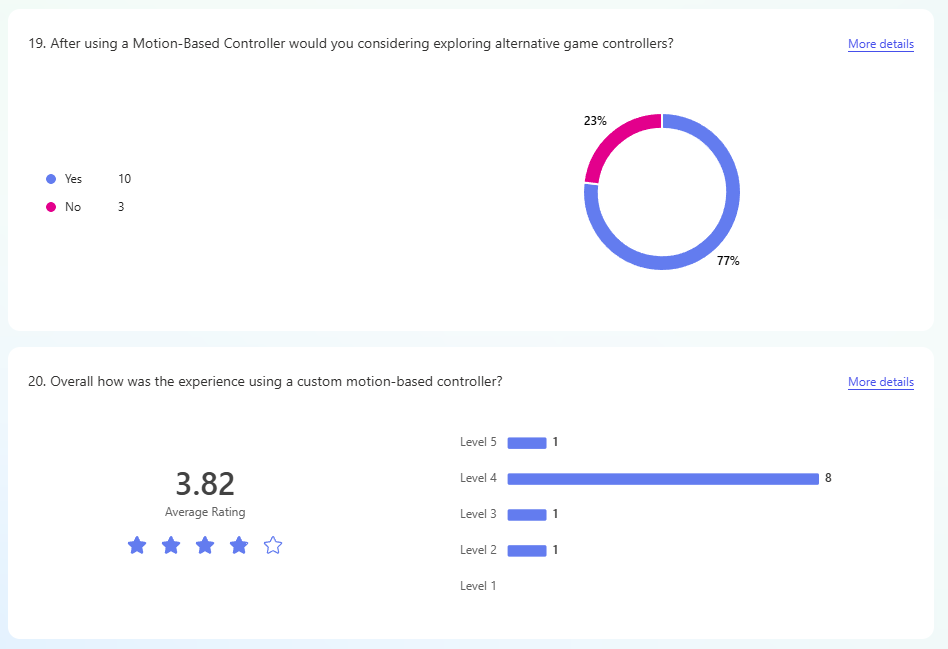 19. After using a Motion-Based Controller would you considering exploring alternative game controllers?
More details
23%
Yes 10
No 3
77%
20. Overall how was the experience using a custom motion-based controller?
More details
3.82
Average Rating
Level 5 1
Level 4 8
Level 3 1
Level 2 1
Level 1